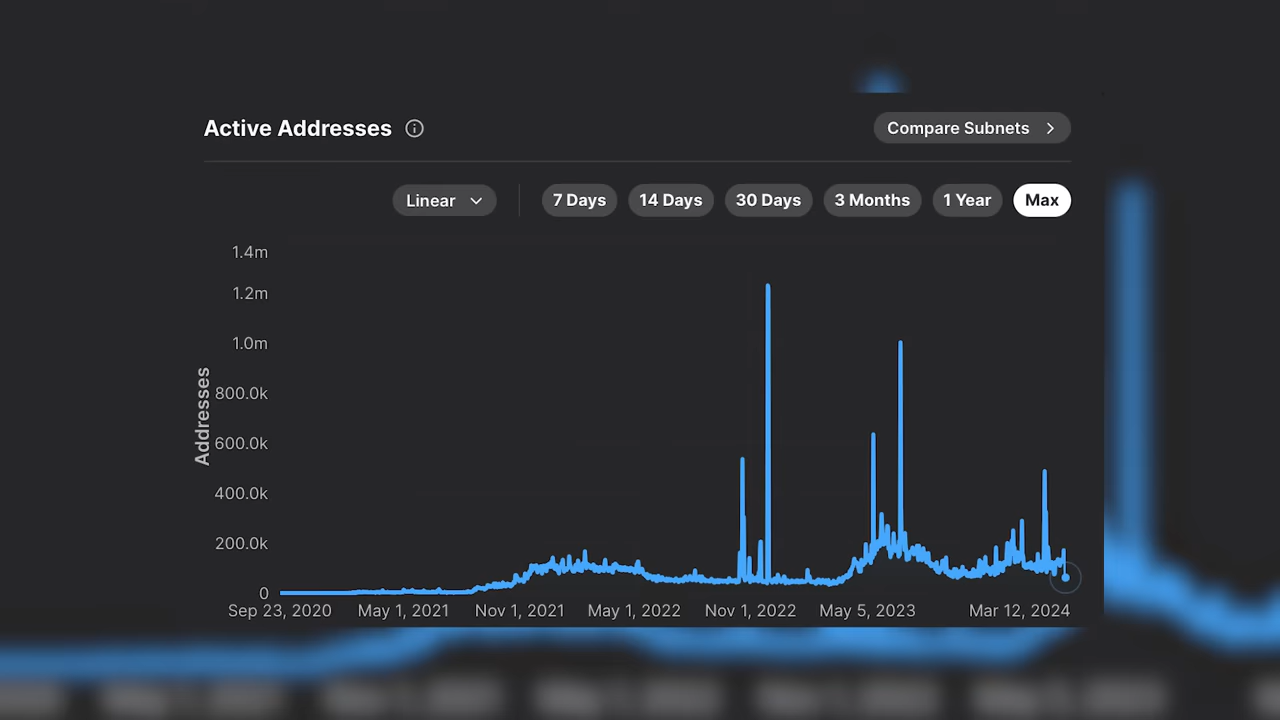 Active Addresses
Compare Subnets
Linear
7 Days
14 Days
30 Days
3 Months
1 Year
Max
Addresses
1.4m
1.2m
1.0m
800.0k
600.0k
400.0k
200.0k
0
Sep 23, 2020
May 1, 2021
Nov 1, 2021
May 1, 2022
Nov 1, 2022
May 5, 2023
Mar 12, 2024